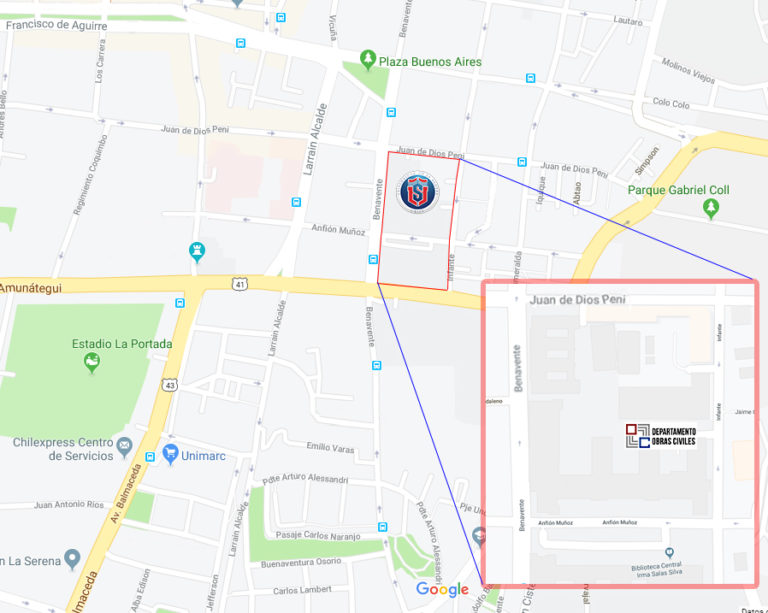 Francisco de Aguirre
Benavente
Vicuña
Lautaro
Los Carrera
Plaza Buenos Aires
Molinos Viejos
Colo Colo
Larraín Alcalde
Juan de Dios Peni
Juan de Dios Peni
Juan de Dios Peni
Simpson
Regimiento Coquimbo
Iquique
Abtao
Parque Gabriel Coll
Benavente
S
Anfión Muñoz
Infante
Amunátegui
41
Juan de Dios Peni
Larraín Alcalde
Benavente
Infante
Estadio La Portada
Benavente
43
Infante
Jaime
DEPARTAMENTO
OBRAS CIVILES
Chilexpress Centro
de Servicios
Unimarc
Emilio Varas
Av. Balmaceda
Pdte Arturo Alessandri
Juan Antonio Ríos
Pdte Arturo Alessandri
Larraín Alcalde
Benavente
Anfión Muñoz
Anfión Muñoz
Pasaje Carlos Naranjo
Biblioteca Central
Irma Salas Silva
La Serena
Buenaventura Osorio
Alba Edison
Jefferson
Carlos Lambert
Google